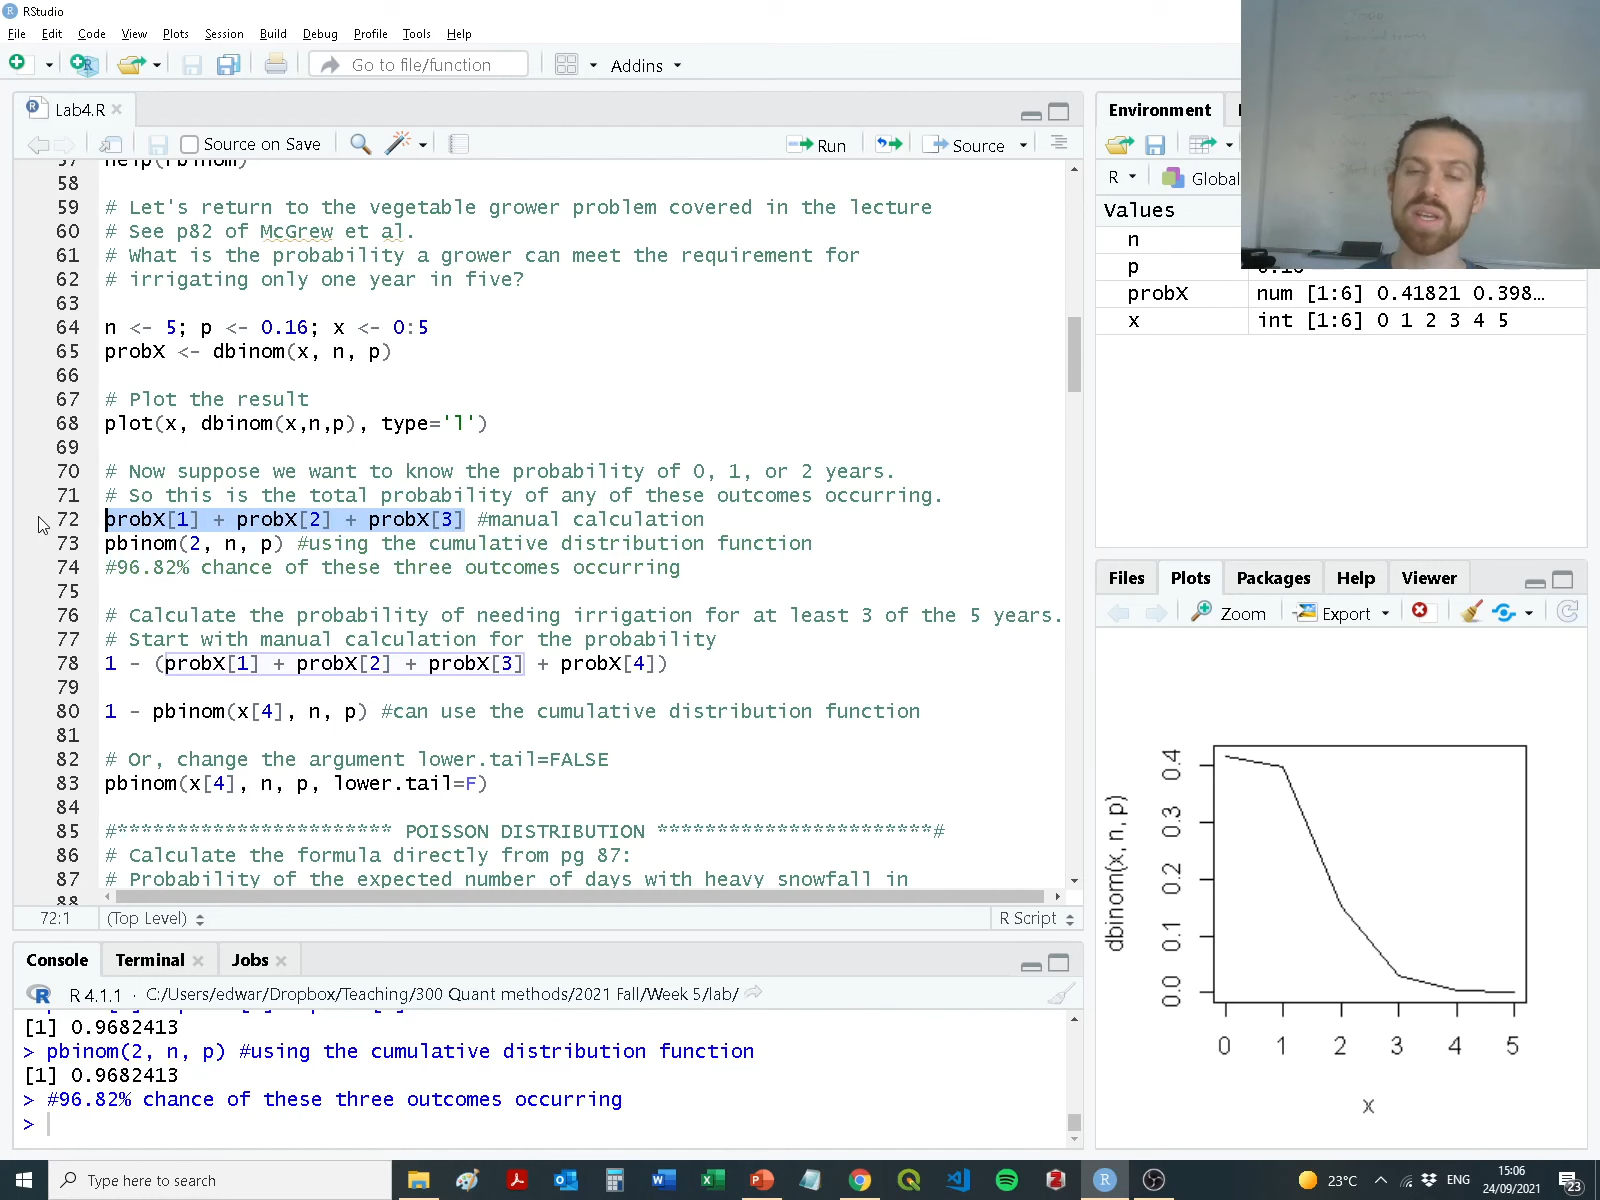 RStudio
File Edit Code View Plots Session Build Debug Profile Tools Help
Go to file/function
Addins
Lab4.R
Source on Save
Run
Source
57 help(rbinom)
58
59 # Let's return to the vegetable grower problem covered in the lecture
60 # See p82 of McGrew et al.
61 # What is the probability a grower can meet the requirement for
62 # irrigating only one year in five?
63
64 n <- 5; p <- 0.16; x <- 0:5
65 probX <- dbinom(x, n, p)
66
67 # Plot the result
68 plot(x, dbinom(x,n,p), type='l')
69
70 # Now suppose we want to know the probability of 0, 1, or 2 years.
71 # So this is the total probability of any of these outcomes occurring.
72 probX[1] + probX[2] + probX[3] #manual calculation
73 pbinom(2, n, p) #using the cumulative distribution function
74 #96.82% chance of these three outcomes occurring
75
76 # Calculate the probability of needing irrigation for at least 3 of the 5 years.
77 # Start with manual calculation for the probability
78 1 - (probX[1] + probX[2] + probX[3] + probX[4])
79
80 1 - pbinom(x[4], n, p) #can use the cumulative distribution function
81
82 # Or, change the argument lower.tail=FALSE
83 pbinom(x[4], n, p, lower.tail=F)
84
85 #*********************** POISSON DISTRIBUTION ***********************#
86 # Calculate the formula directly from pg 87:
87 # Probability of the expected number of days with heavy snowfall in
88
72:1 (Top Level) R Script
Console Terminal Jobs
R 4.1.1 · C:/Users/edwar/Dropbox/Teaching/300 Quant methods/2021 Fall/Week 5/lab/
[1] 0.9682413
> pbinom(2, n, p) #using the cumulative distribution function
[1] 0.9682413
> #96.82% chance of these three outcomes occurring
>
Environment
R Global
Values
n
p 0.16
probX num [1:6] 0.41821 0.398…
x int [1:6] 0 1 2 3 4 5
Files Plots Packages Help Viewer
Zoom Export
dbinom(x, n, p)
0.4
0.3
0.2
0.1
0.0
0 1 2 3 4 5
x
Type here to search
23°C ENG
15:06
24/09/2021
23